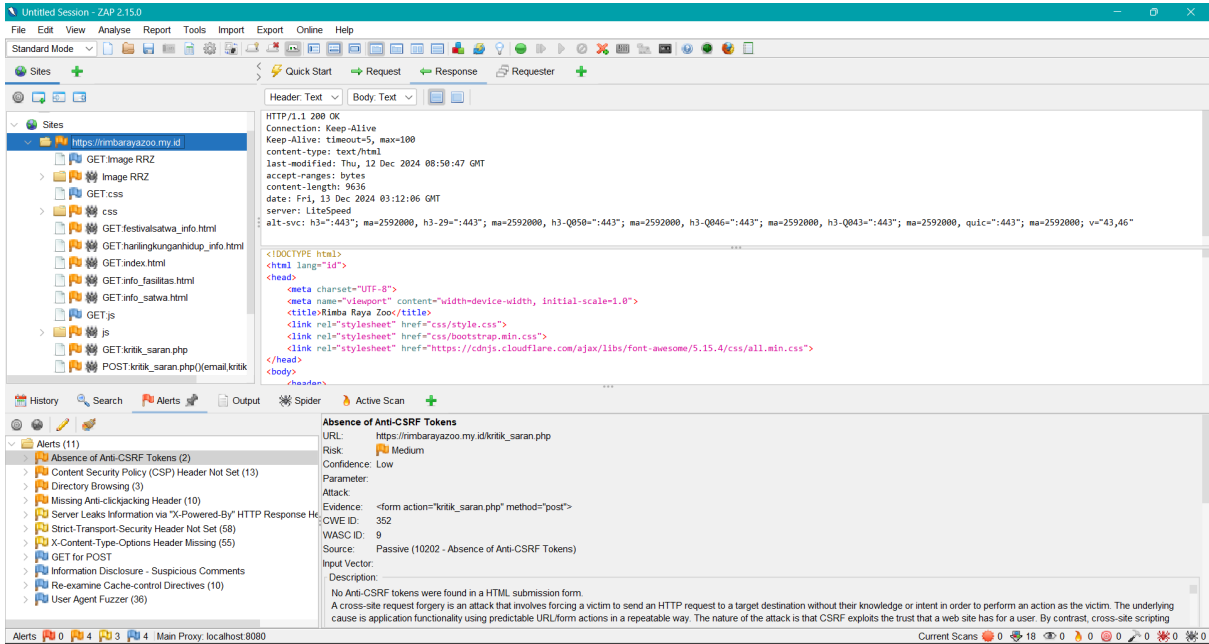 Untitled Session - ZAP 2.15.0
File Edit View Analyse Report Tools Import Export Online Help
Standard Mode
Sites
Quick Start Request Response Requester
Header: Text Body: Text
Sites
https://rimbarayazoo.my.id
GET:Image RRZ
Image RRZ
GET:css
css
GET:festivalsatwa_info.html
GET:harilingkunganhidup_info.html
GET:index.html
GET:info_fasilitas.html
GET:info_satwa.html
GET:js
js
GET:kritik_saran.php
POST:kritik_saran.php()(email,kritik
HTTP/1.1 200 OK
Connection: Keep-Alive
Keep-Alive: timeout=5, max=100
content-type: text/html
last-modified: Thu, 12 Dec 2024 08:50:47 GMT
accept-ranges: bytes
content-length: 9636
date: Fri, 13 Dec 2024 03:12:06 GMT
server: LiteSpeed
alt-svc: h3=":443"; ma=2592000, h3-29=":443"; ma=2592000, h3-Q050=":443"; ma=2592000, h3-Q046=":443"; ma=2592000, h3-Q043=":443"; ma=2592000, quic=":443"; ma=2592000; v="43,46"
<!DOCTYPE html>
<html lang="id">
<head>
<meta charset="UTF-8">
<meta name="viewport" content="width=device-width, initial-scale=1.0">
<title>Rimba Raya Zoo</title>
<link rel="stylesheet" href="css/style.css">
<link rel="stylesheet" href="css/bootstrap.min.css">
<link rel="stylesheet" href="https://cdnjs.cloudflare.com/ajax/libs/font-awesome/5.15.4/css/all.min.css">
</head>
<body>
<header>
History Search Alerts Output Spider Active Scan
Alerts (11)
Absence of Anti-CSRF Tokens (2)
Content Security Policy (CSP) Header Not Set (13)
Directory Browsing (3)
Missing Anti-clickjacking Header (10)
Server Leaks Information via "X-Powered-By" HTTP Response He
Strict-Transport-Security Header Not Set (58)
X-Content-Type-Options Header Missing (55)
GET for POST
Information Disclosure - Suspicious Comments
Re-examine Cache-control Directives (10)
User Agent Fuzzer (36)
Absence of Anti-CSRF Tokens
URL: https://rimbarayazoo.my.id/kritik_saran.php
Risk: Medium
Confidence: Low
Parameter:
Attack:
Evidence: <form action="kritik_saran.php" method="post">
CWE ID: 352
WASC ID: 9
Source: Passive (10202 - Absence of Anti-CSRF Tokens)
Input Vector:
Description:
No Anti-CSRF tokens were found in a HTML submission form.
A cross-site request forgery is an attack that involves forcing a victim to send an HTTP request to a target destination without their knowledge or intent in order to perform an action as the victim. The underlying
cause is application functionality using predictable URL/form actions in a repeatable way. The nature of the attack is that CSRF exploits the trust that a web site has for a user. By contrast, cross-site scripting
Alerts 0 4 3 4 Main Proxy: localhost:8080
Current Scans 0 18 0 0 0 0 0 0